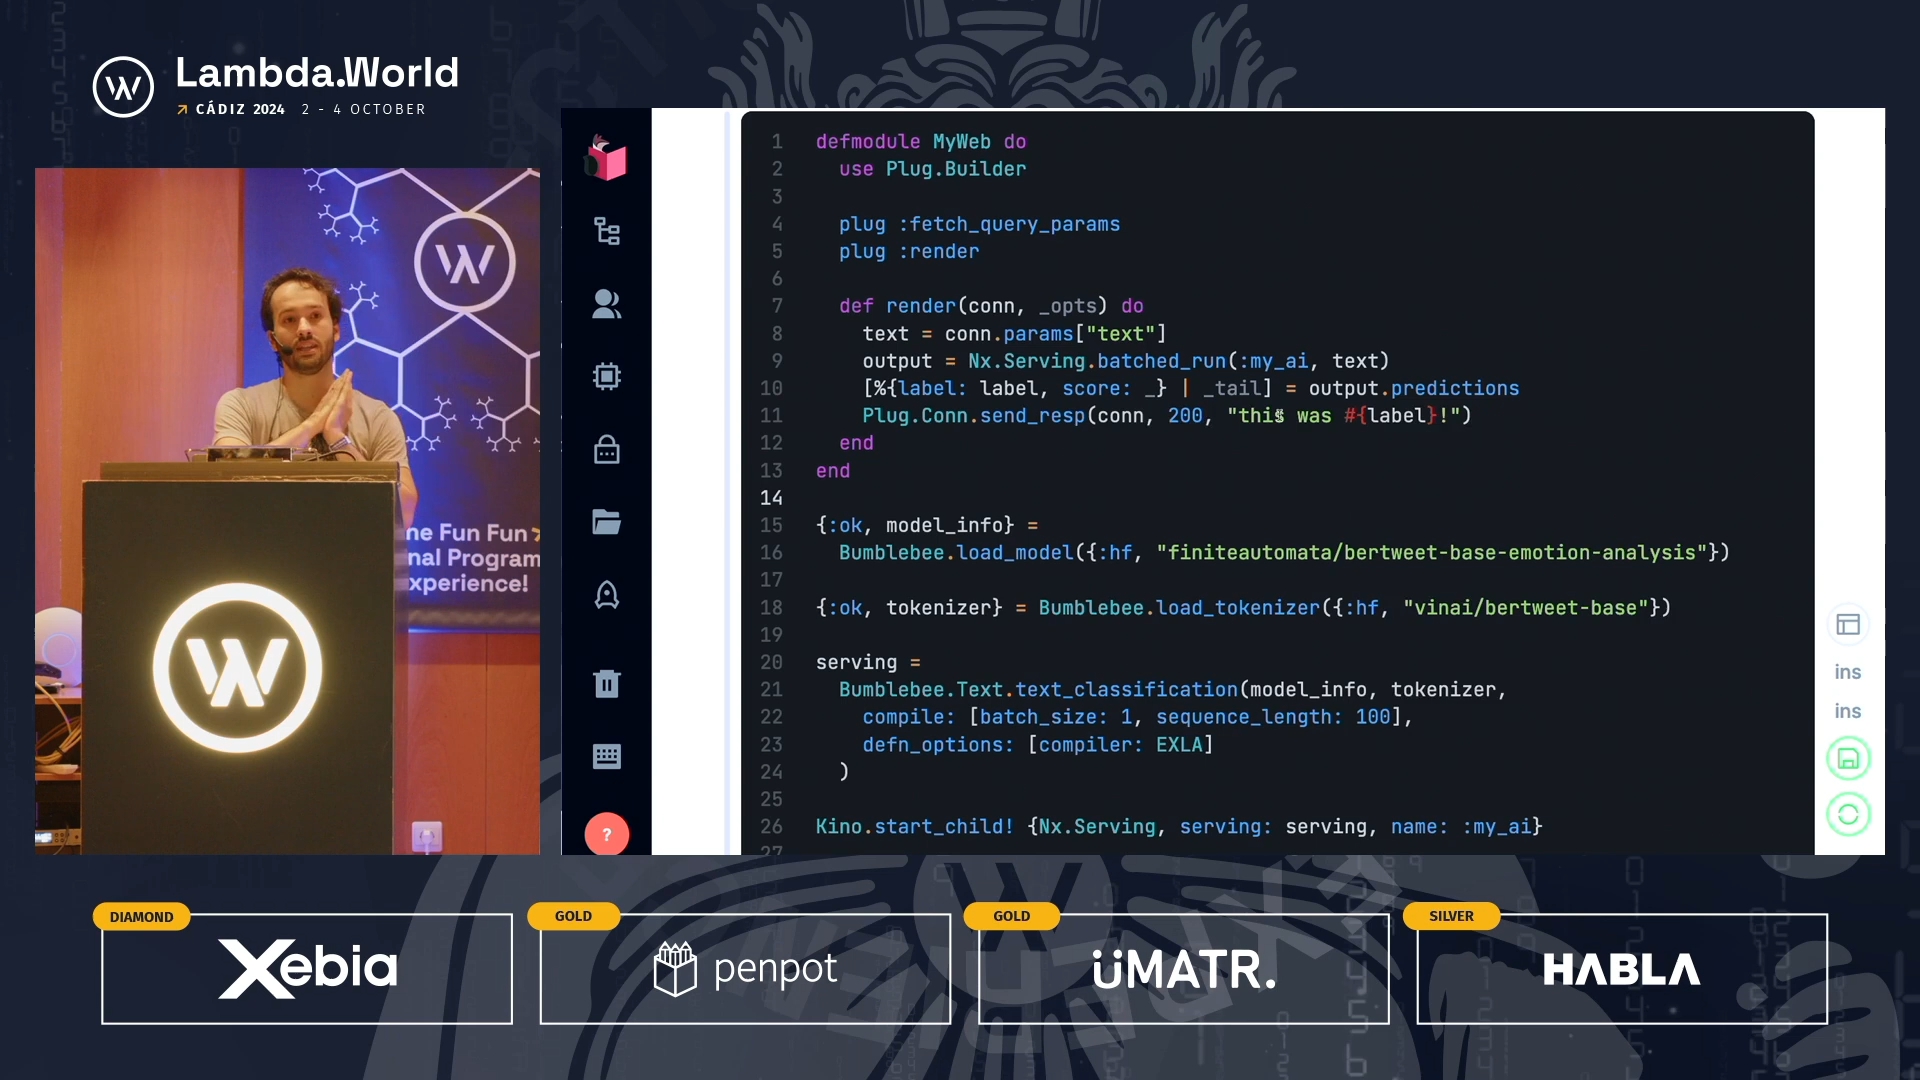 Lambda.World
CÁDIZ 2024 2 - 4 OCTOBER
ne Fun Fun
nal Program
xperience!
1 defmodule MyWeb do
2 use Plug.Builder
3
4 plug :fetch_query_params
5 plug :render
6
7 def render(conn, _opts) do
8 text = conn.params["text"]
9 output = Nx.Serving.batched_run(:my_ai, text)
10 [%{label: label, score: _} | _tail] = output.predictions
11 Plug.Conn.send_resp(conn, 200, "this was #{label}!")
12 end
13 end
14
15 {:ok, model_info} =
16 Bumblebee.load_model({:hf, "finiteautomata/bertweet-base-emotion-analysis"})
17
18 {:ok, tokenizer} = Bumblebee.load_tokenizer({:hf, "vinai/bertweet-base"})
19
20 serving =
21 Bumblebee.Text.text_classification(model_info, tokenizer,
22 compile: [batch_size: 1, sequence_length: 100],
23 defn_options: [compiler: EXLA]
24 )
25
26 Kino.start_child! {Nx.Serving, serving: serving, name: :my_ai}
27
?
ins
ins
DIAMOND
Xebia
GOLD
penpot
GOLD
üMATR.
SILVER
HABLA